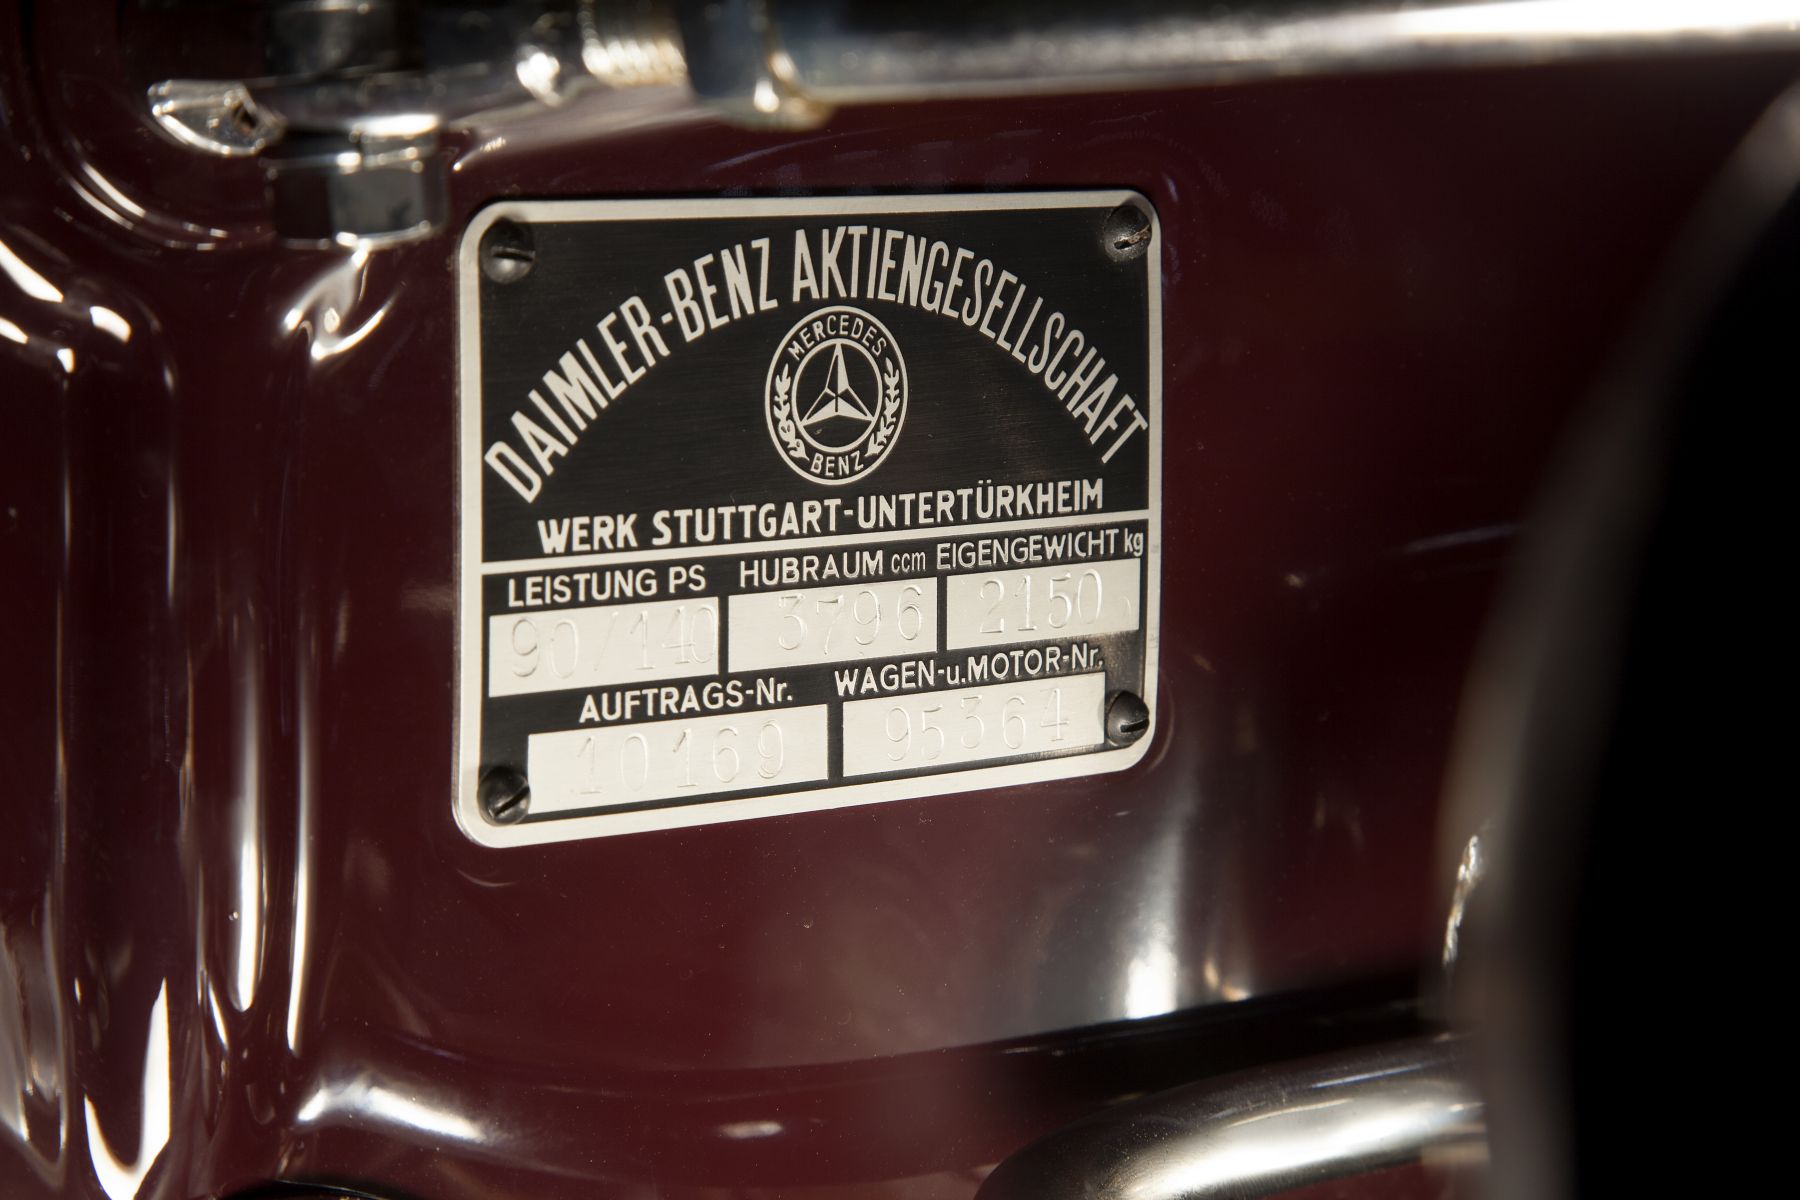 DAIMLER-BENZ AKTIENGESELLSCHAFT
MERCEDES
BENZ
WERK STUTTGART-UNTERTÜRKHEIM
LEISTUNG PS HUBRAUM ccm EIGENGEWICHT kg
90/140 3796 2150
AUFTRAGS-Nr. WAGEN-u.MOTOR-Nr.
10169 95364